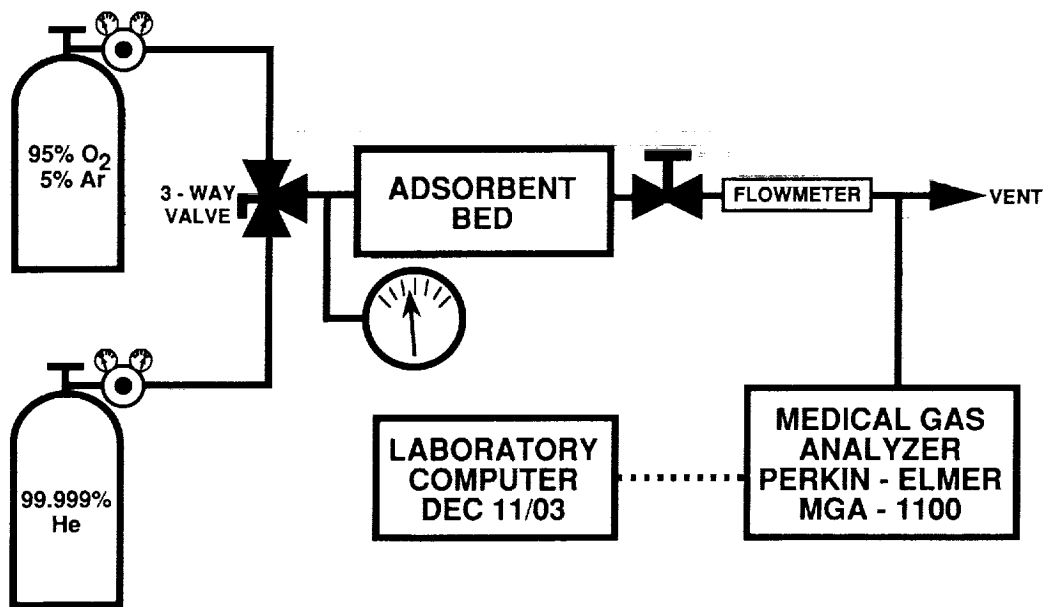 95% O2
5% Ar
3 - WAY
VALVE
ADSORBENT
BED
FLOWMETER
VENT
99.999%
He
LABORATORY
COMPUTER
DEC 11/03
MEDICAL GAS
ANALYZER
PERKIN - ELMER
MGA - 1100